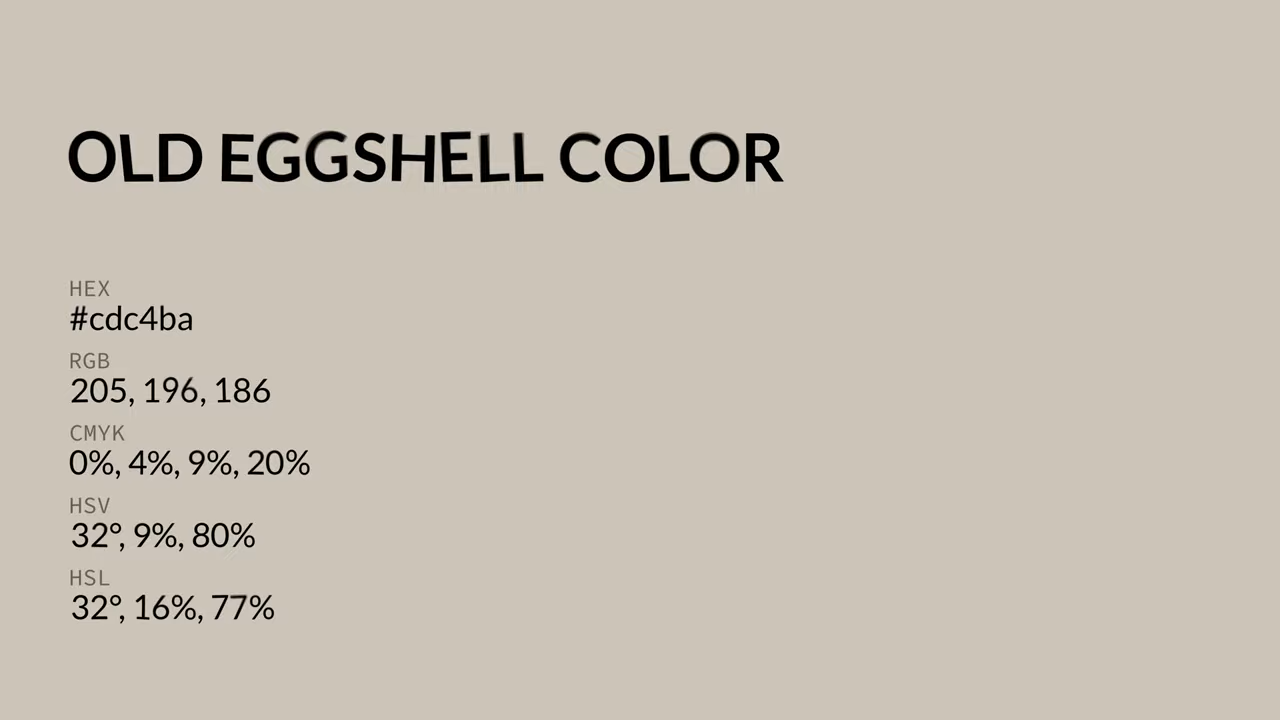 OLD EGGSHELL COLOR
HEX
#cdc4ba
RGB
205, 196, 186
CMYK
0%, 4%, 9%, 20%
HSV
32°, 9%, 80%
HSL
32°, 16%, 77%